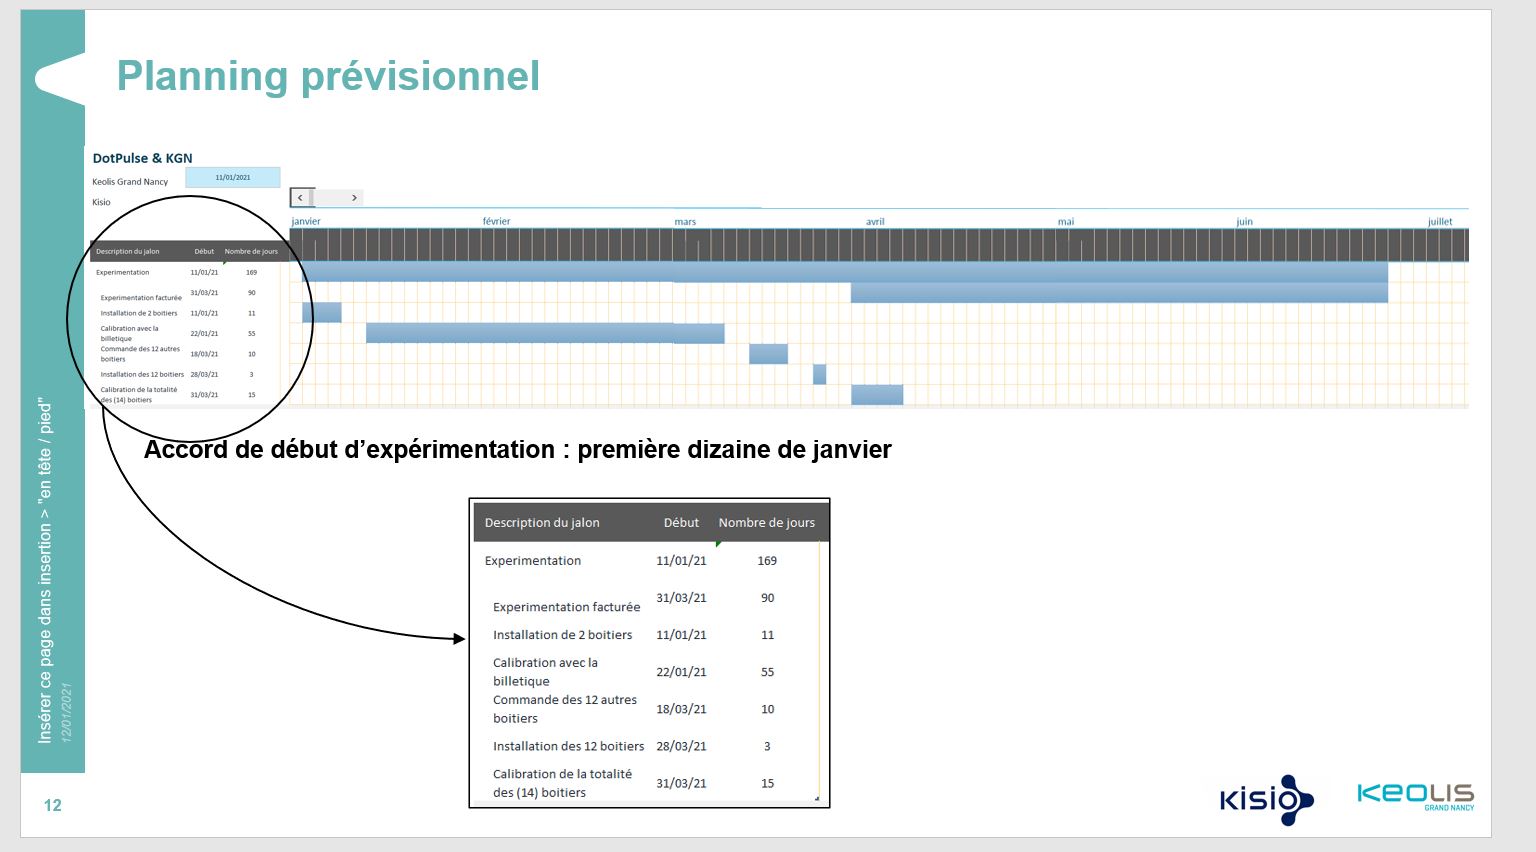 Planning prévisionnel
DotPulse & KGN
Keolis Grand Nancy
11/01/2021
Kisio
janvier février mars avril mai juin juillet
Description du jalon Début Nombre de jours
Experimentation 11/01/21 169
Experimentation facturée 31/03/21 90
Installation de 2 boitiers 11/01/21 11
Calibration avec la
billetique 22/01/21 55
Commande des 12 autres
boitiers 18/03/21 10
Installation des 12 boitiers 28/03/21 3
Calibration de la totalité
des (14) boitiers 31/03/21 15
Accord de début d’expérimentation : première dizaine de janvier
Description du jalon Début Nombre de jours
Experimentation 11/01/21 169
Experimentation facturée 31/03/21 90
Installation de 2 boitiers 11/01/21 11
Calibration avec la
billetique 22/01/21 55
Commande des 12 autres
boitiers 18/03/21 10
Installation des 12 boitiers 28/03/21 3
Calibration de la totalité
des (14) boitiers 31/03/21 15
Insérer ce page dans insertion > "en tête / pied"
12/01/2021
12
kisio
KEOLIS
GRAND NANCY